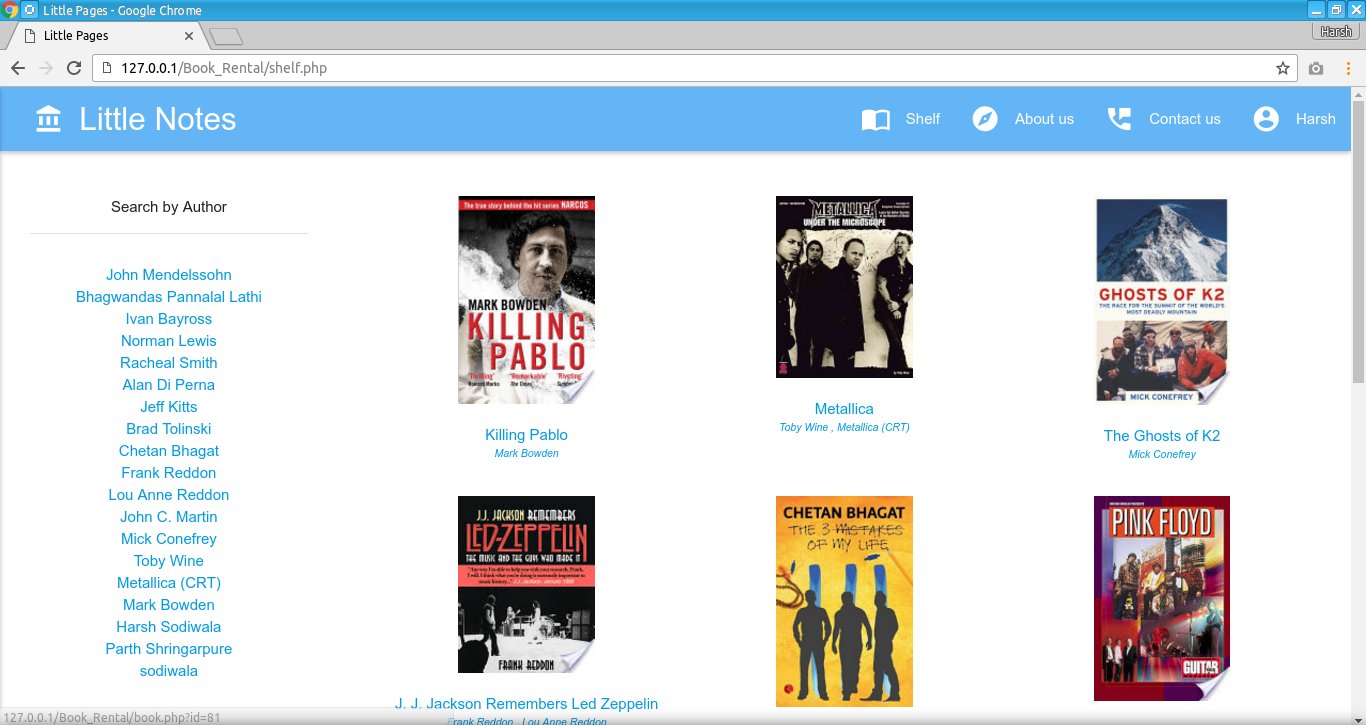 Little Pages - Google Chrome
Little Pages
Harsh
127.0.0.1/Book_Rental/shelf.php
Little Notes
Shelf
About us
Contact us
Harsh
Search by Author
John Mendelssohn
Bhagwandas Pannalal Lathi
Ivan Bayross
Norman Lewis
Racheal Smith
Alan Di Perna
Jeff Kitts
Brad Tolinski
Chetan Bhagat
Frank Reddon
Lou Anne Reddon
John C. Martin
Mick Conefrey
Toby Wine
Metallica (CRT)
Mark Bowden
Harsh Sodiwala
Parth Shringarpure
sodiwala
The true story behind the hit series NARCOS
MARK BOWDEN
KILLING
PABLO
'Thrilling' 'Remarkable' 'Riveting'
Killing Pablo
Mark Bowden
METALLICA
UNDER THE MICROSCOPE
by Toby Wine
Metallica
Toby Wine , Metallica (CRT)
GHOSTS OF K2
THE RACE FOR THE SUMMIT OF THE WORLD'S
MOST DEADLY MOUNTAIN
MICK CONEFREY
The Ghosts of K2
Mick Conefrey
J.J. JACKSON REMEMBERS
LED-ZEPPELIN
THE MUSIC AND THE GUYS WHO MADE IT
FRANK REDDON
J. J. Jackson Remembers Led Zeppelin
Frank Reddon , Lou Anne Reddon
CHETAN BHAGAT
THE 3 MISTAKES
OF MY LIFE
PINK FLOYD
GUITAR
127.0.0.1/Book_Rental/book.php?id=81